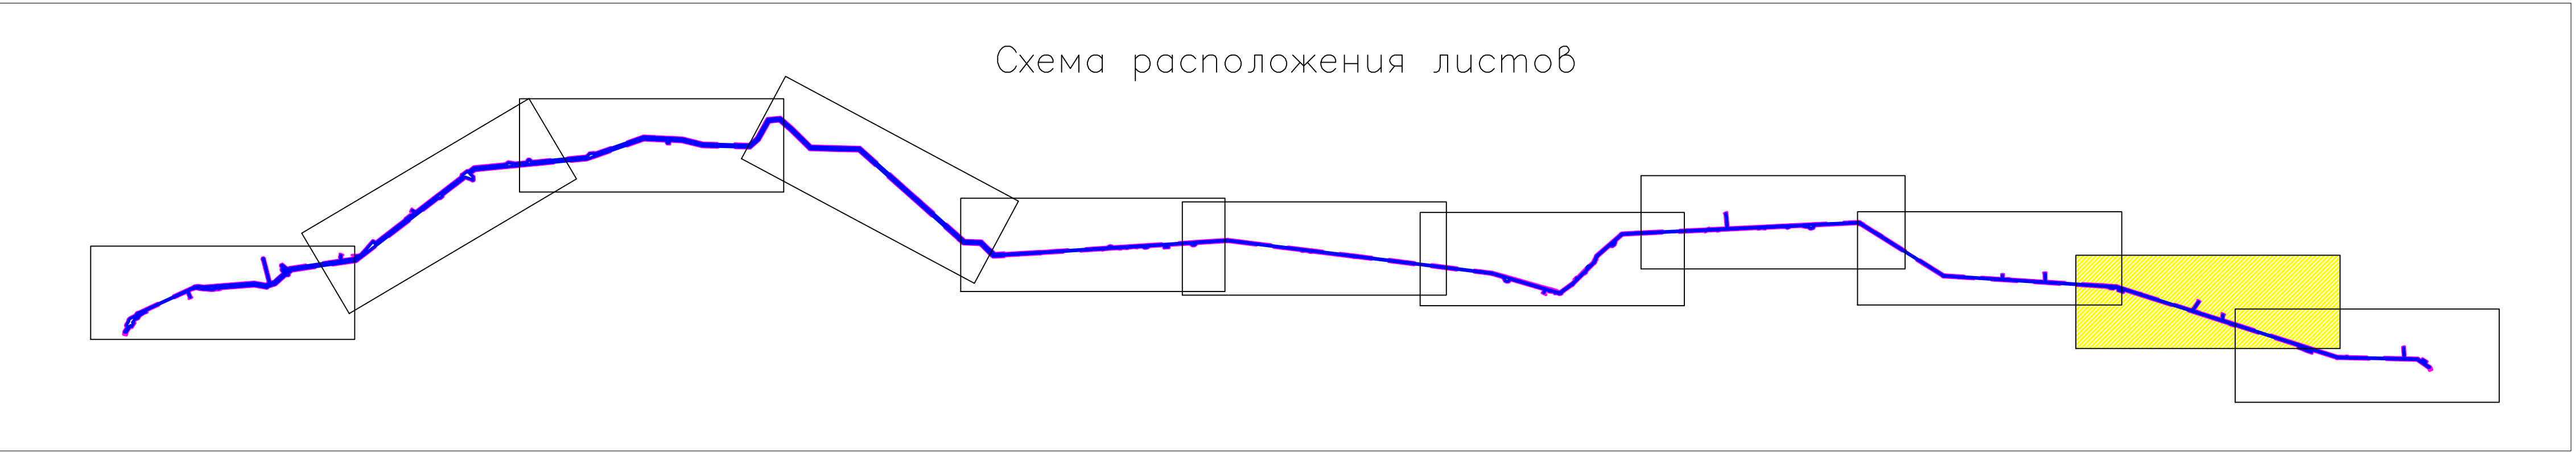 Схема расположения листов